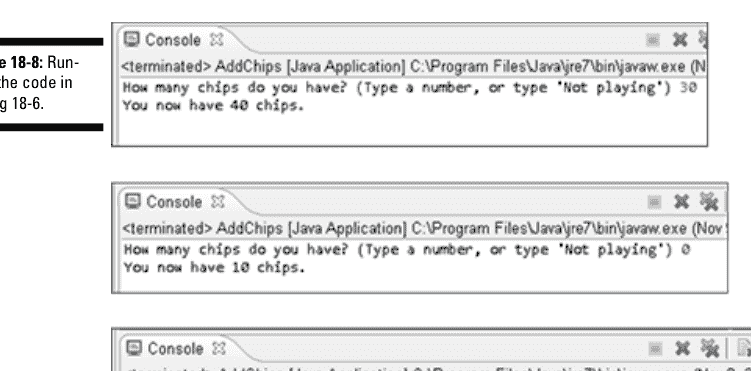 e 18-8: Run-
the code in
g 18-6.
Console
<terminated> AddChips [Java Application] C:\Program Files\Java\jre7\bin\javaw.exe (N
How many chips do you have? (Type a number, or type 'Not playing') 30
You now have 40 chips.
Console
<terminated> AddChips [Java Application] C:\Program Files\Java\jre7\bin\javaw.exe (Nov
How many chips do you have? (Type a number, or type 'Not playing') 0
You now have 10 chips.
Console